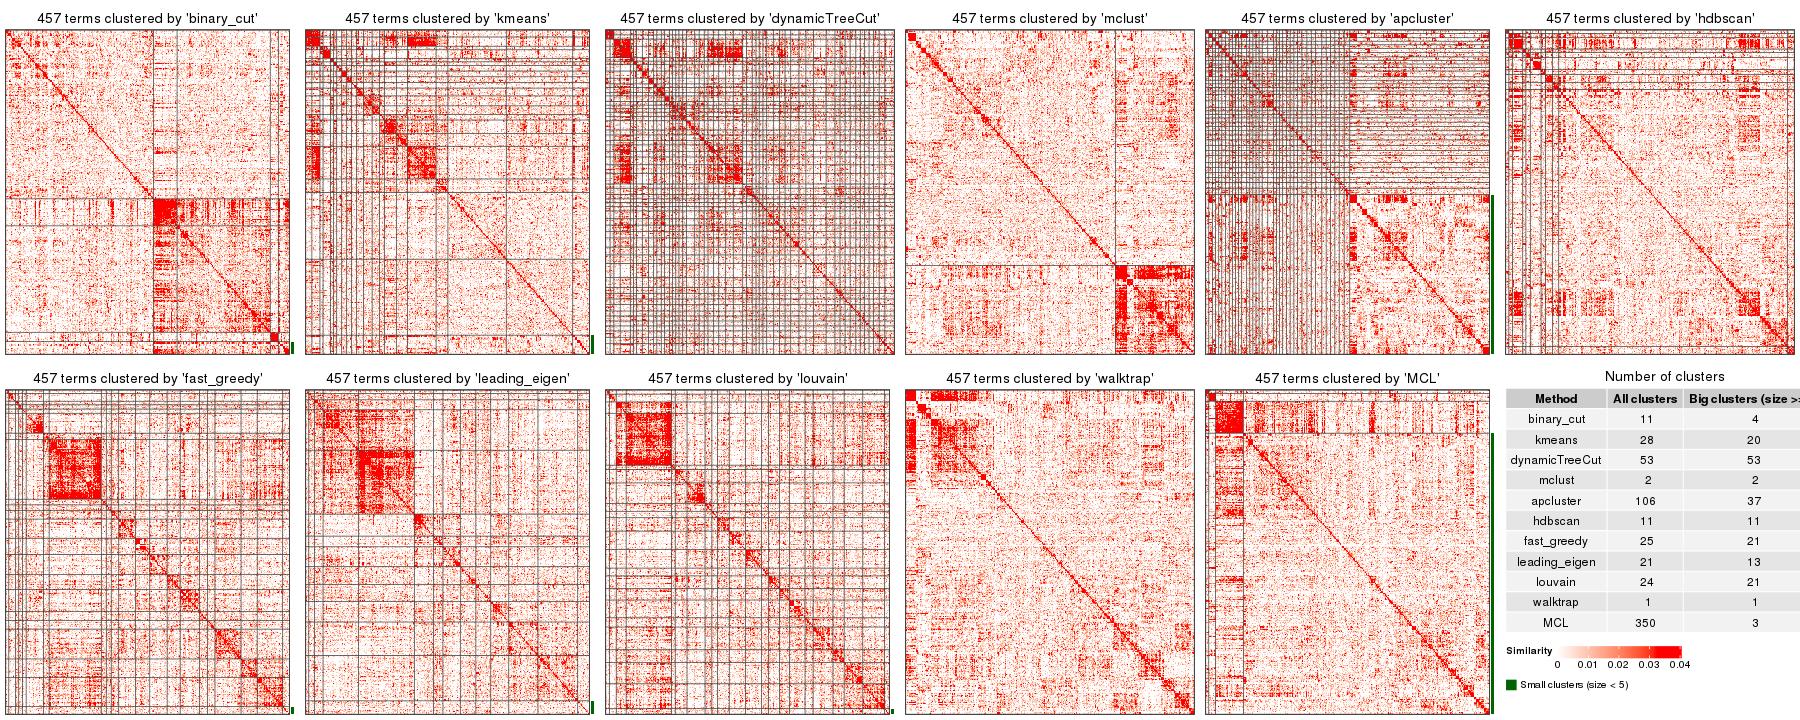 457 terms clustered by 'binary_cut'
457 terms clustered by 'kmeans'
457 terms clustered by 'dynamicTreeCut'
457 terms clustered by 'mclust'
457 terms clustered by 'apcluster'
457 terms clustered by 'hdbscan'
457 terms clustered by 'fast_greedy'
457 terms clustered by 'leading_eigen'
457 terms clustered by 'louvain'
457 terms clustered by 'walktrap'
457 terms clustered by 'MCL'
Number of clusters
Method All clusters Big clusters (size >
binary_cut 11 4
kmeans 28 20
dynamicTreeCut 53 53
mclust 2 2
apcluster 106 37
hdbscan 11 11
fast_greedy 25 21
leading_eigen 21 13
louvain 24 21
walktrap 1 1
MCL 350 3
Similarity
0 0.01 0.02 0.03 0.04
Small clusters (size < 5)